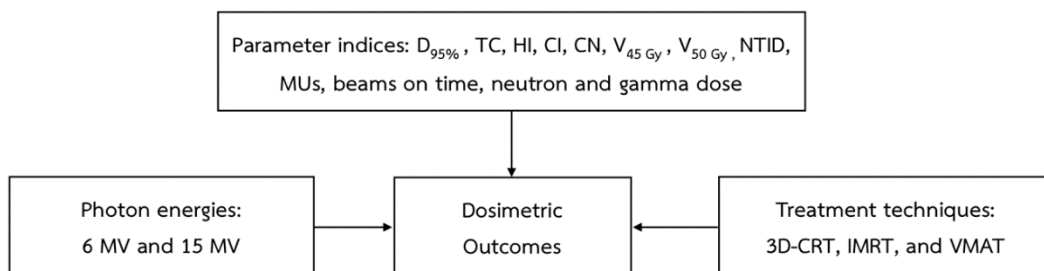 Parameter indices: D95% , TC, HI, CI, CN, V45 Gy , V50 Gy , NTID,
MUs, beams on time, neutron and gamma dose
Photon energies:
6 MV and 15 MV
Dosimetric
Outcomes
Treatment techniques:
3D-CRT, IMRT, and VMAT